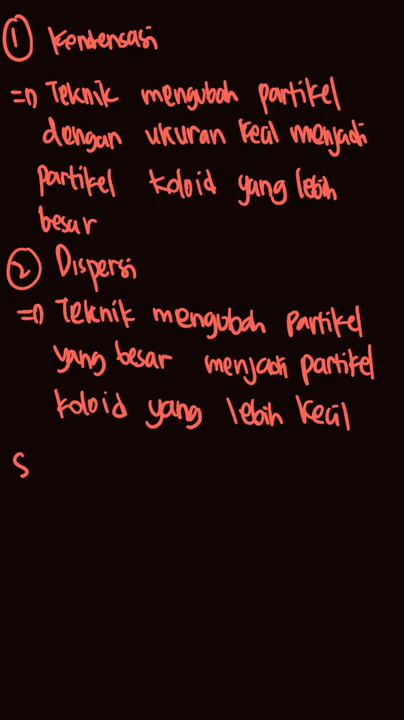 ① Kondensasi
=> Teknik mengubah partikel
dengan ukuran kecil menjadi
partikel koloid yang lebih
besar
② Dispersi
=> Teknik mengubah partikel
yang besar menjadi partikel
koloid yang lebih kecil
S